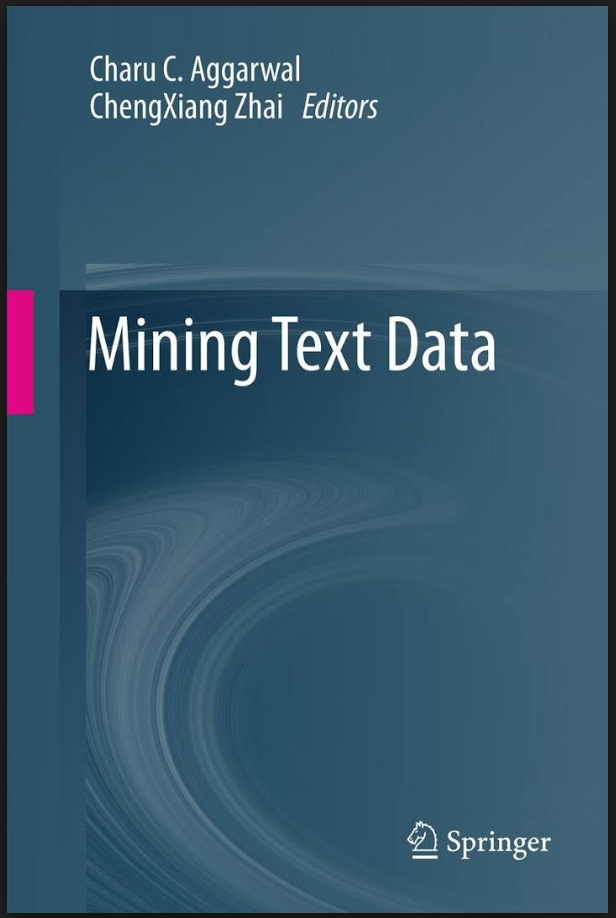 Charu C. Aggarwal
ChengXiang Zhai Editors
Mining Text Data
Springer